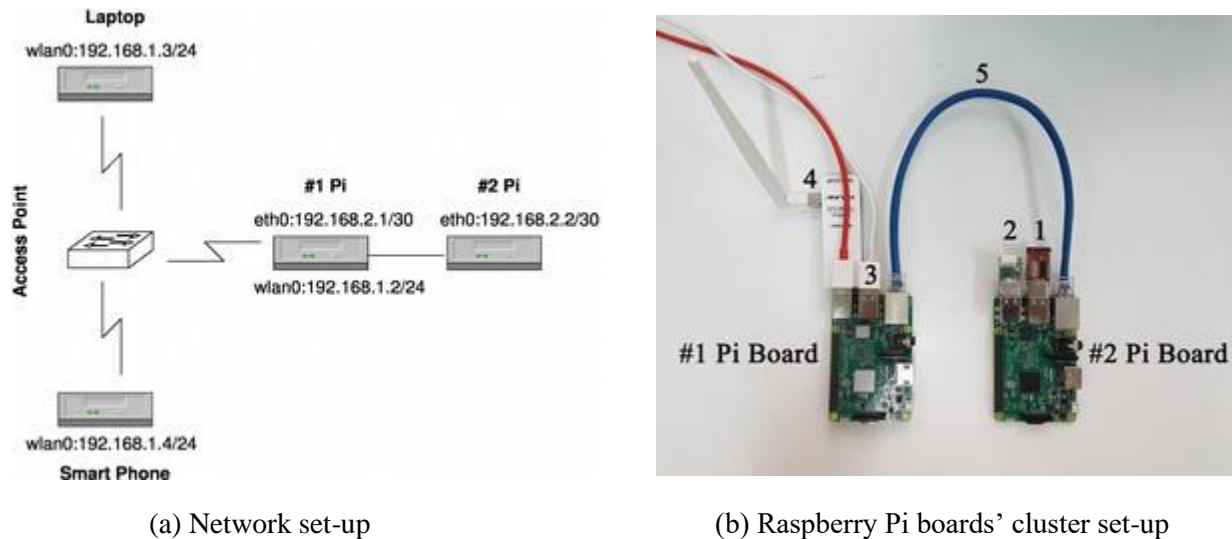 Laptop
wlan0:192.168.1.3/24
Access Point
#1 Pi
#2 Pi
eth0:192.168.2.1/30
eth0:192.168.2.2/30
wlan0:192.168.1.2/24
wlan0:192.168.1.4/24
Smart Phone
5
4
3
2
1
#1 Pi Board
#2 Pi Board
(a) Network set-up
(b) Raspberry Pi boards’ cluster set-up